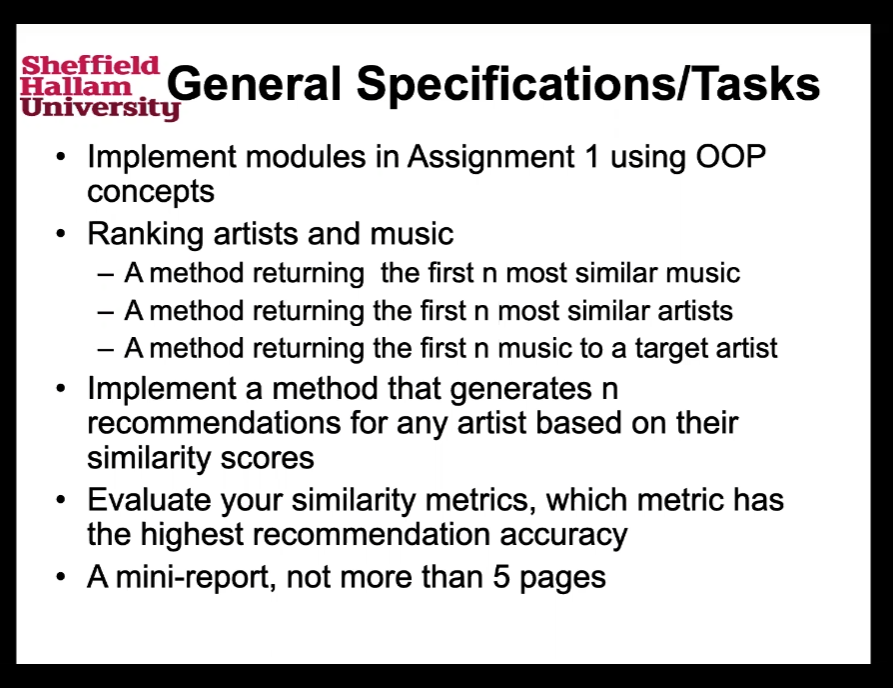 Sheffield
Hallam
University
General Specifications/Tasks
• Implement modules in Assignment 1 using OOP
concepts
• Ranking artists and music
– A method returning the first n most similar music
– A method returning the first n most similar artists
– A method returning the first n music to a target artist
• Implement a method that generates n
recommendations for any artist based on their
similarity scores
• Evaluate your similarity metrics, which metric has
the highest recommendation accuracy
• A mini-report, not more than 5 pages